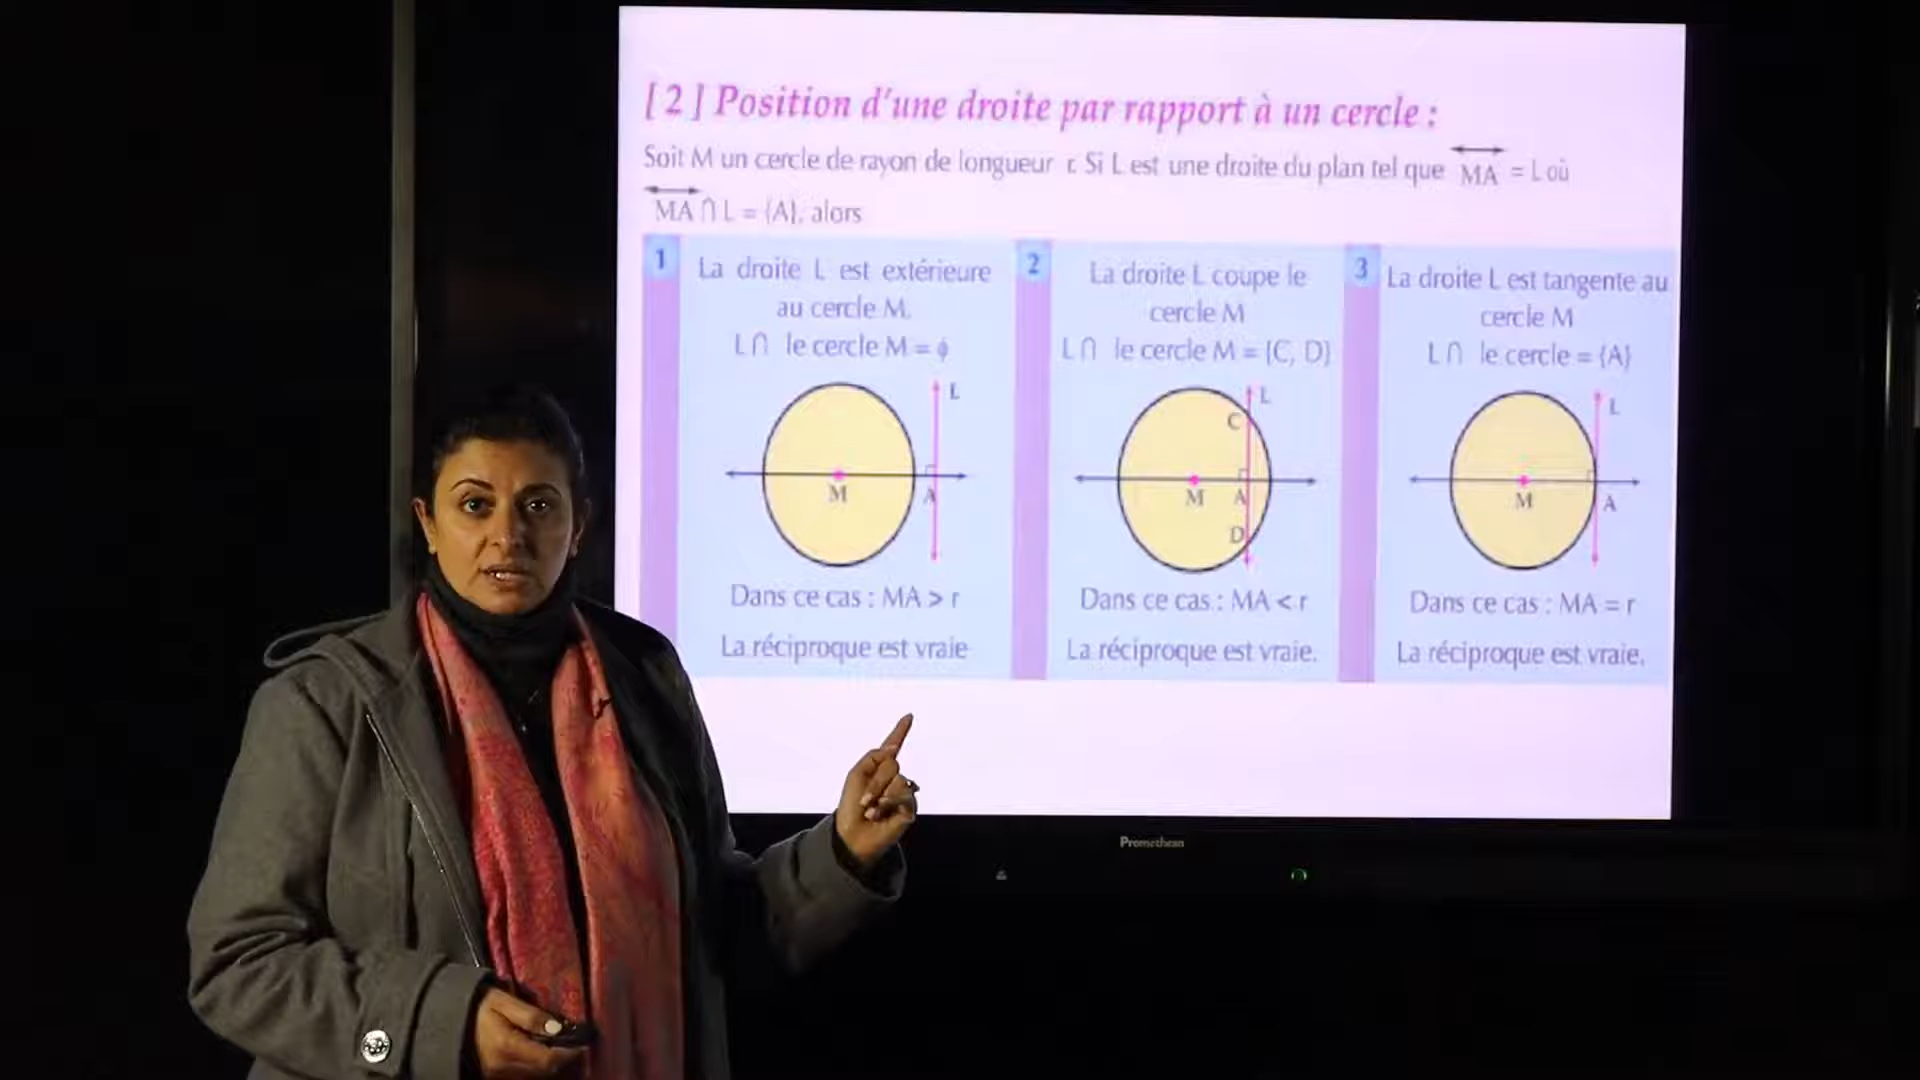 [ 2 ] Position d'une droite par rapport à un cercle :
Soit M un cercle de rayon de longueur r. Si L est une droite du plan tel que MA = L où
MA ∩ L = {A}, alors
1
La droite L est extérieure
au cercle M.
L ∩ le cercle M = ϕ
L
M
A
Dans ce cas : MA > r
La réciproque est vraie
2
La droite L coupe le
cercle M
L ∩ le cercle M = {C, D}
L
C
M
A
D
Dans ce cas : MA < r
La réciproque est vraie.
3
La droite L est tangente au
cercle M
L ∩ le cercle = {A}
L
M
A
Dans ce cas : MA = r
La réciproque est vraie.
Promethean